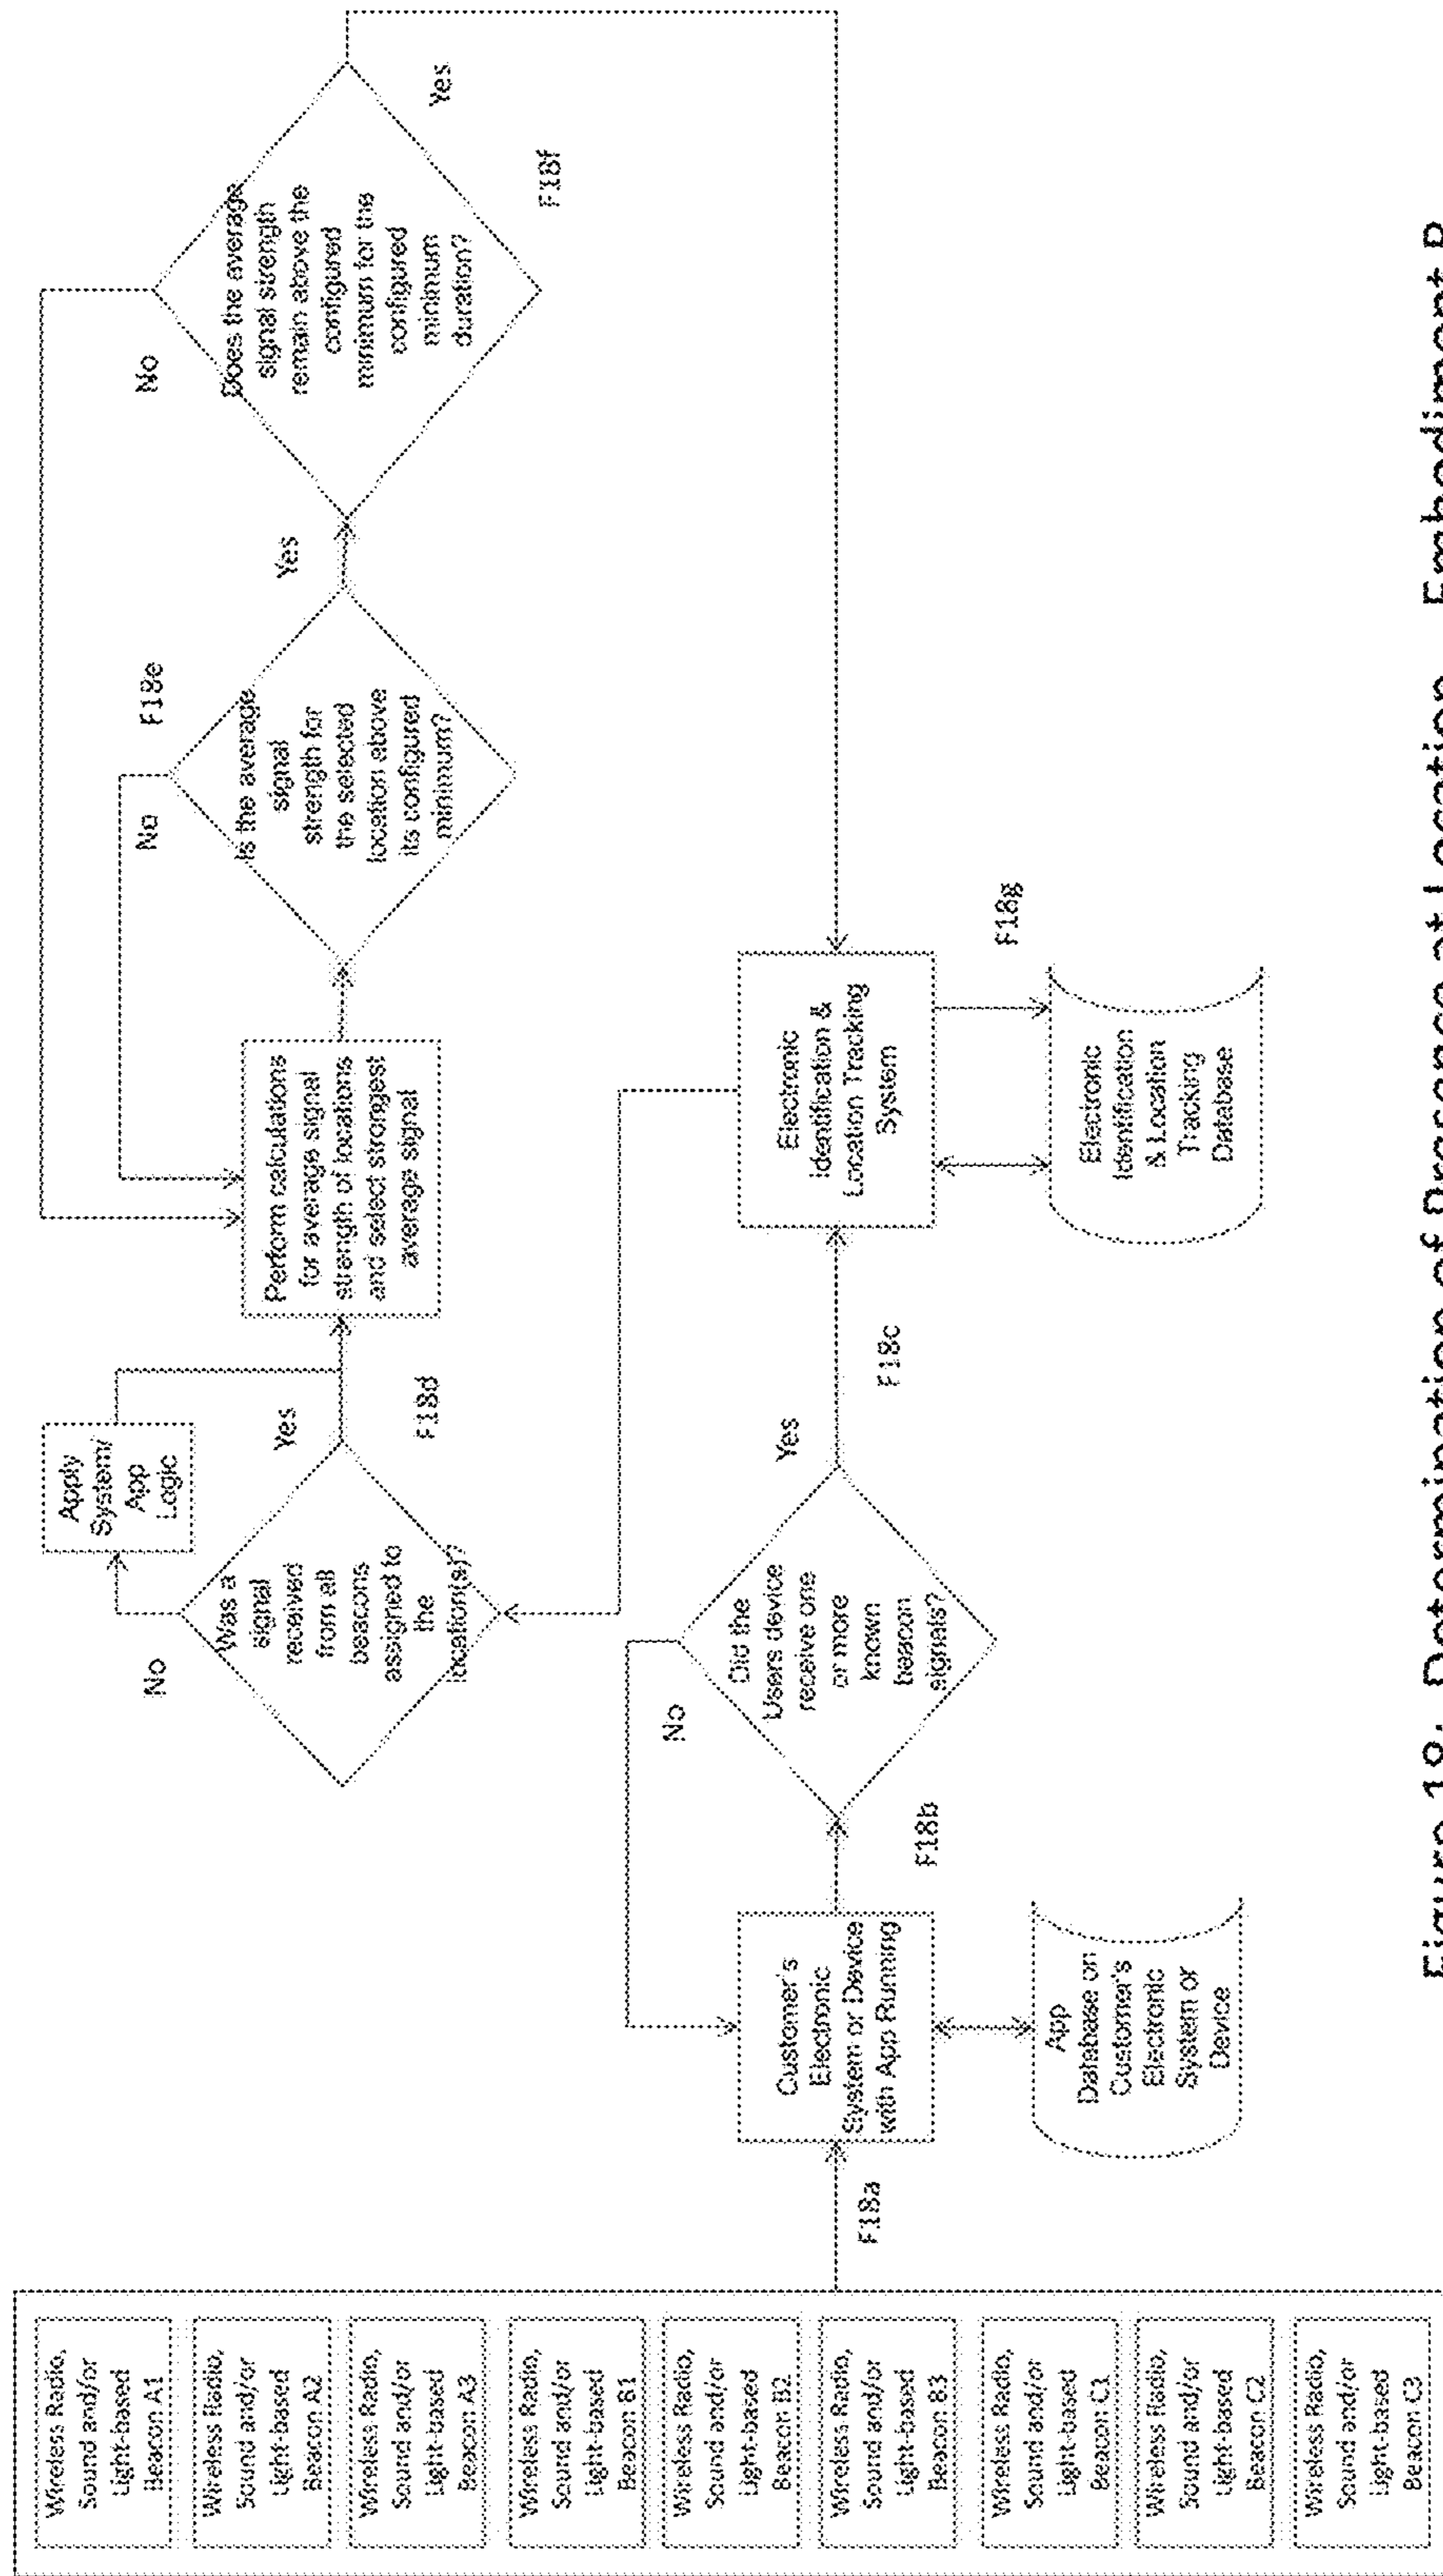 Wireless Radio,
Sound and/or
Light-based
Beacon A1
Wireless Radio,
Sound and/or
Light-based
Beacon A2
Wireless Radio,
Sound and/or
Light-based
Beacon A3
Wireless Radio,
Sound and/or
Light-based
Beacon B1
Wireless Radio,
Sound and/or
Light-based
Beacon B2
Wireless Radio,
Sound and/or
Light-based
Beacon B3
Wireless Radio,
Sound and/or
Light-based
Beacon C1
Wireless Radio,
Sound and/or
Light-based
Beacon C2
Wireless Radio,
Sound and/or
Light-based
Beacon C3
F18a
Customer's
Electronic
System or Device
with App Running
App
Database on
Customer's
Electronic
System or
Device
F18b
No
Did the
Users device
receive one
or more
known
beacon
signals?
Yes
F18c
Electronic
Identification &
Location Tracking
System
Electronic
Identification
& Location
Tracking
Database
F18g
No
Was a
signal
received
from all
beacons
assigned to
the
location(s)?
Apply
System/
App
Logic
Yes
F18d
Perform calculations
for average signal
strength of locations
and select strongest
average signal
No
F18e
Is the average
signal
strength for
the selected
location above
its configured
minimum?
Yes
No
Does the average
signal strength
remain above the
configured
minimum for the
configured
minimum
duration?
Yes
F18f
Figure 18: Determination of Presence at Location – Embodiment B